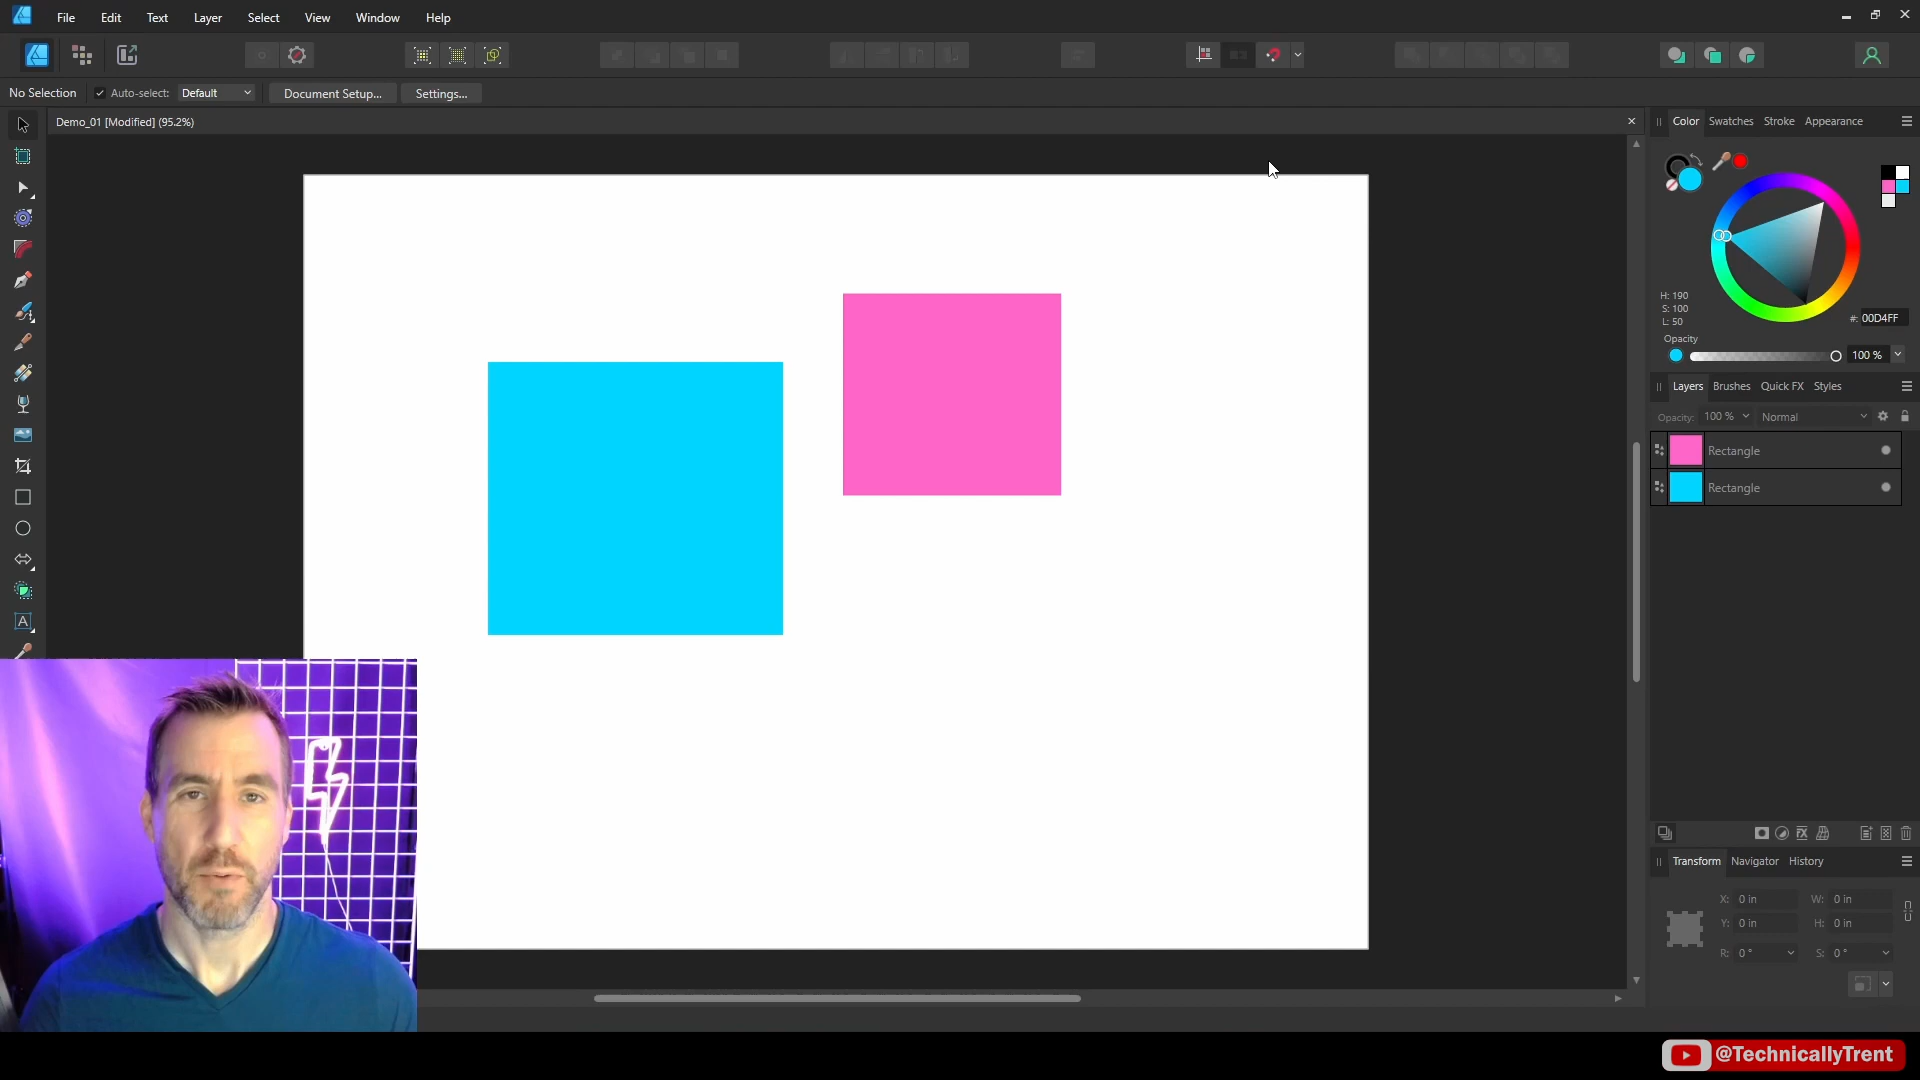 File Edit Text Layer Select View Window Help
No Selection Auto-select: Default Document Setup... Settings...
Demo_01 [Modified] (95.2%)
Color Swatches Stroke Appearance
H: 190
S: 100
L: 50
#: 00D4FF
Opacity
100 %
Layers Brushes Quick FX Styles
Opacity: 100 % Normal
Rectangle
Rectangle
A
Transform Navigator History
X: 0 in W: 0 in
Y: 0 in H: 0 in
R: 0 ° S: 0 °
@TechnicallyTrent